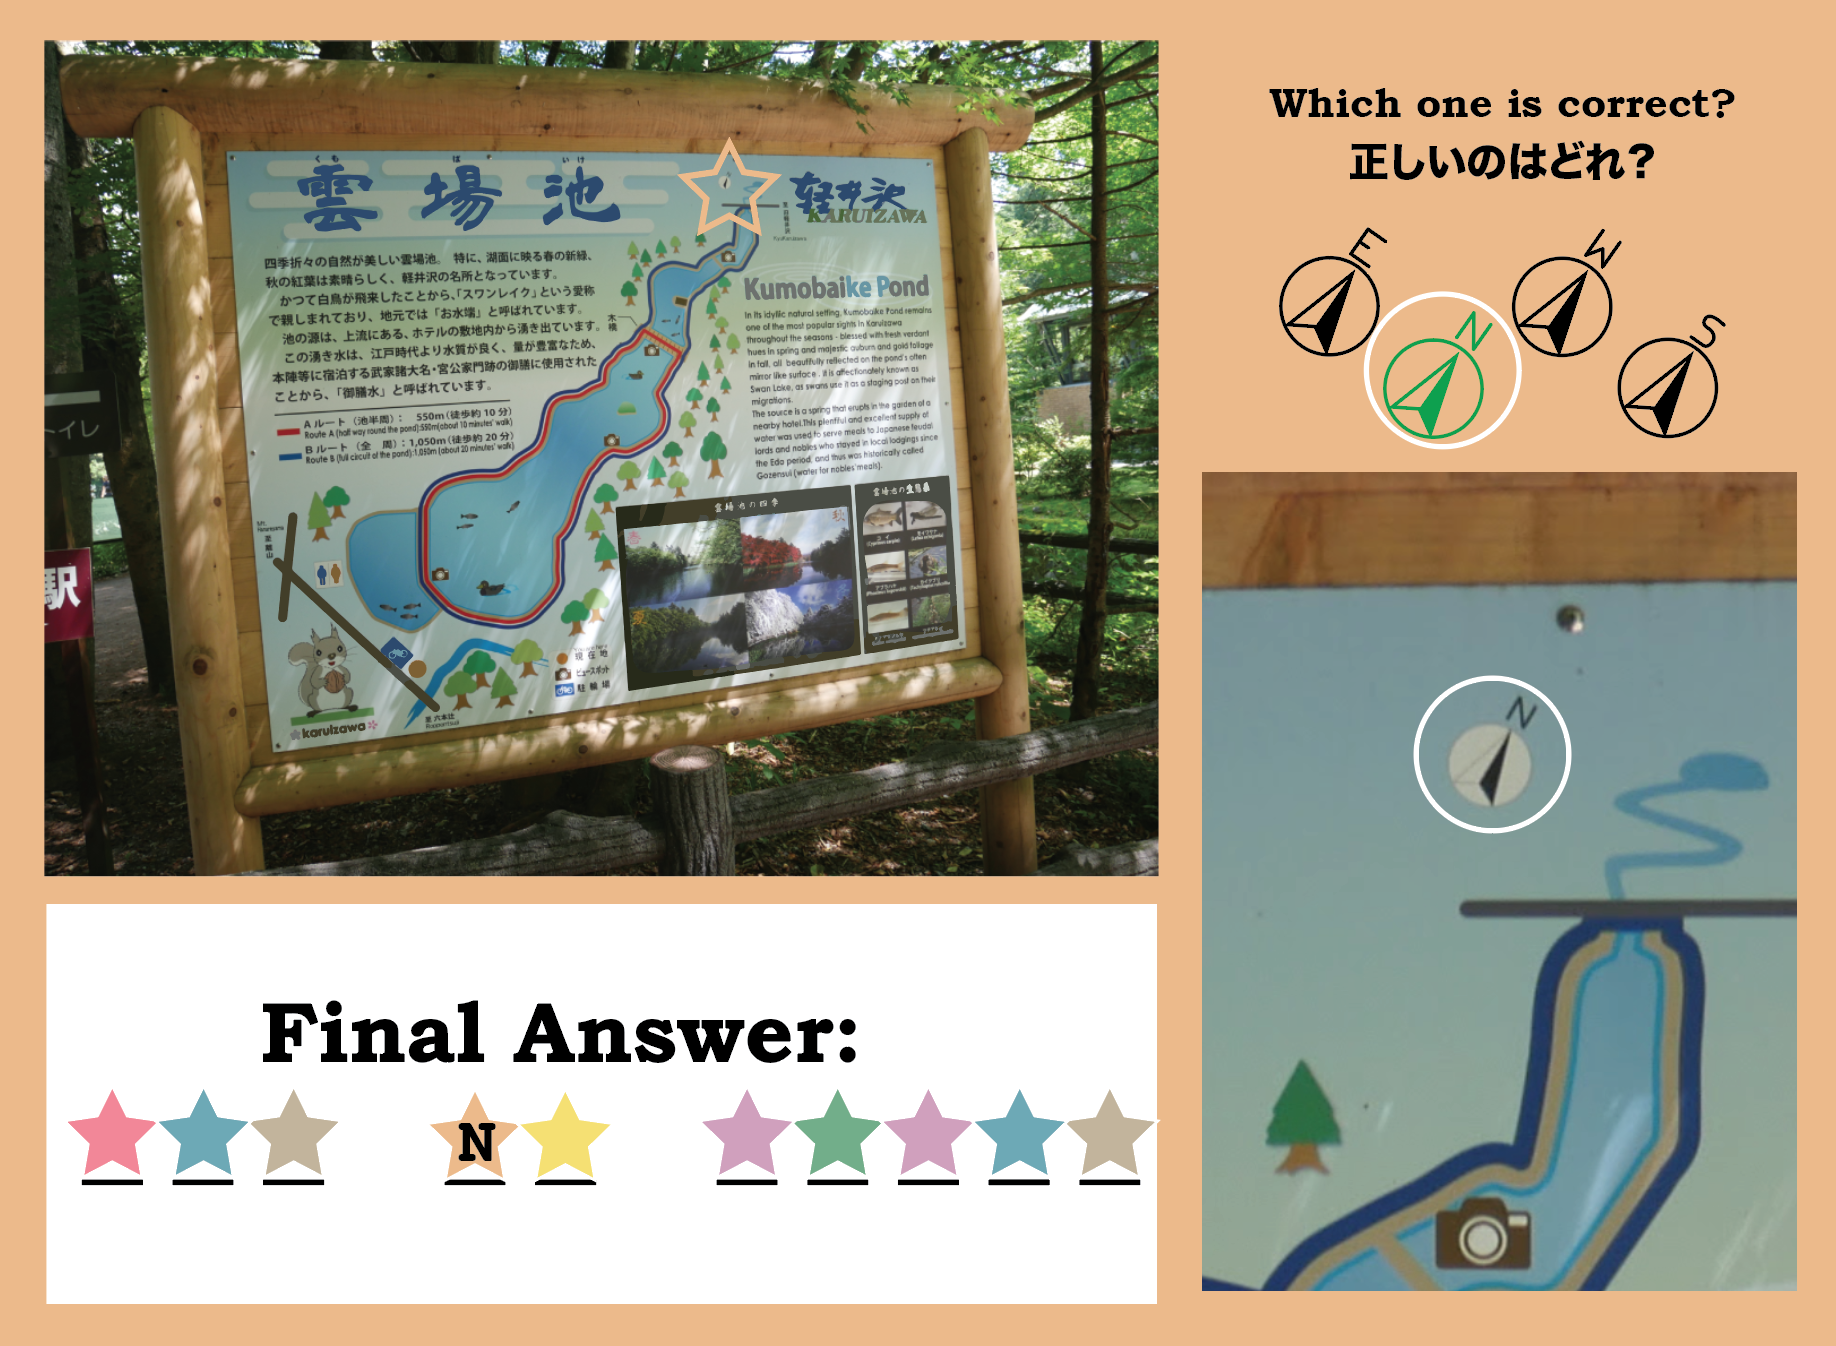 Which one is correct?
正しいのはどれ？
E
W
N
S
くも ば いけ
雲場池
軽井沢
KARUIZAWA
四季折々の自然が美しい雲場池。 特に、湖面に映る春の新緑、
秋の紅葉は素晴らしく、軽井沢の名所となっています。
かつて白鳥が飛来したことから、「スワンレイク」という愛称
で親しまれており、地元では「お水端」と呼ばれています。
池の源は、上流にある、ホテルの敷地内から湧き出ています。
この湧き水は、江戸時代より水質が良く、量が豊富なため、
本陣等に宿泊する武家諸大名・宮公家門跡の御膳に使用された
ことから、「御膳水」と呼ばれています。
Aルート（池半周）： 550m（徒歩約10分）
Route A (half way round the pond):550m(about 10 minutes' walk)
Bルート（全 周）：1,050m（徒歩約20分）
Route B (full circuit of the pond):1,050m(about 20 minutes' walk)
木橋
Kumobaike Pond
In its idyllic natural setting, Kumobaike Pond remains
one of the most popular sights in Karuizawa
throughout the seasons - blessed with fresh verdant
hues in spring and majestic auburn and gold foliage
in fall, all beautifully reflected on the pond's often
mirror like surface . It is affectionately known as
Swan Lake, as swans use it as a staging post on their
migrations.
The source is a spring that erupts in the garden of a
nearby hotel.This plentiful and excellent supply of
water was used to serve meals to Japanese feudal
lords and nobles who stayed in local lodgings since
the Edo period, and thus was historically called
Gozensui (water for nobles' meals).
雲場池の四季
春
秋
至離山
現在地
ビュースポット
駐輪場
至六本辻
Roppontsuji
karuizawa
トイレ
駅
N
Final Answer:
N